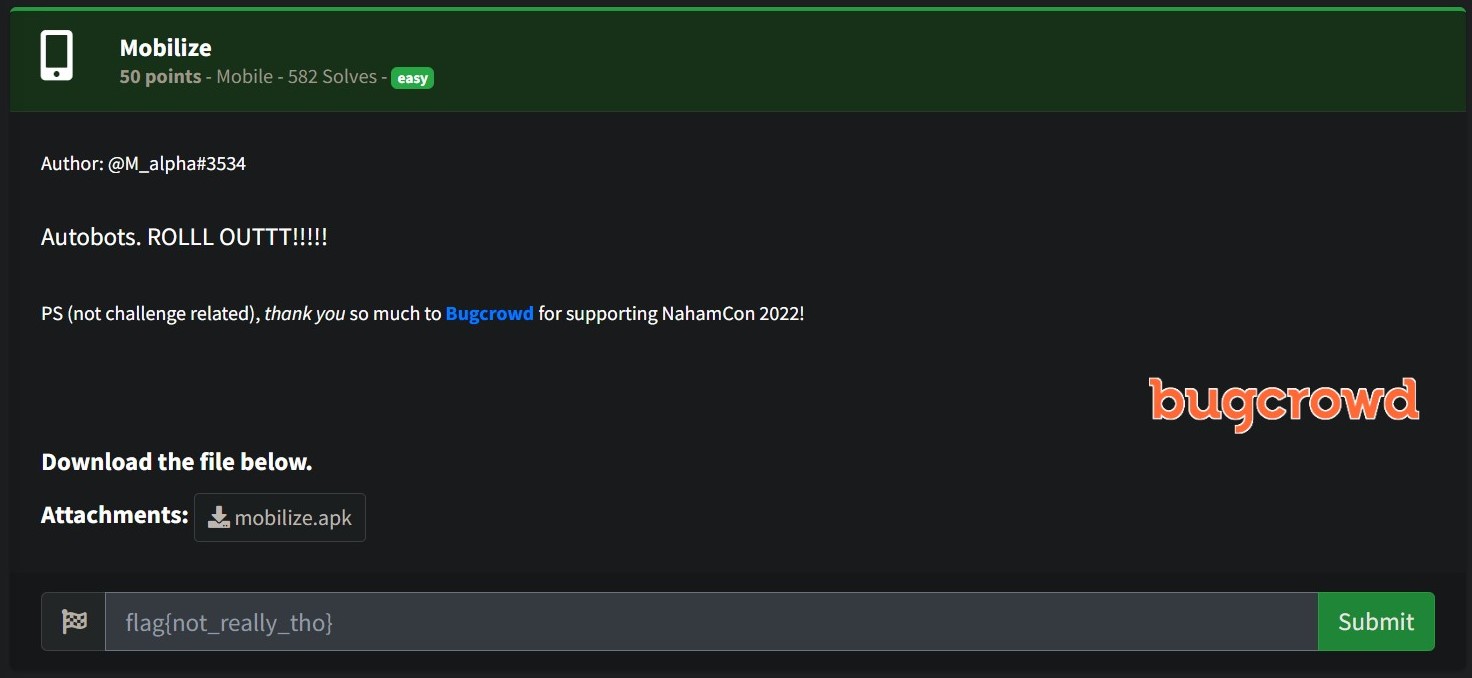 Mobilize
50 points - Mobile - 582 Solves - easy
Author: @M_alpha#3534
Autobots. ROLLL OUTTT!!!!!
PS (not challenge related), thank you so much to Bugcrowd for supporting NahamCon 2022!
bugcrowd
Download the file below.
Attachments: mobilize.apk
flag{not_really_tho}
Submit